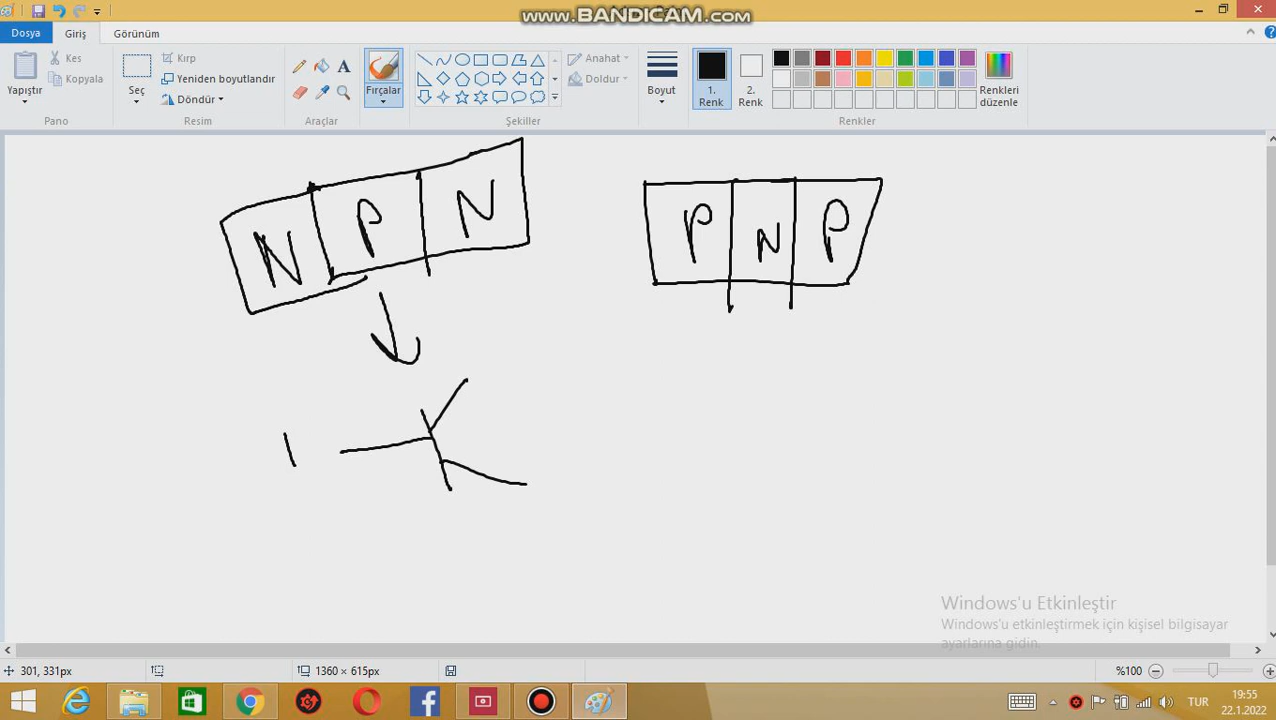 www.BANDICAM.com
Dosya Giriş Görünüm
Yapıştır
Kes
Kopyala
Pano
Seç
Kırp
Yeniden boyutlandır
Döndür
Resim
A
Fırçalar
Araçlar
Anahat
Doldur
Şekiller
Boyut
1. Renk
2. Renk
Renkleri düzenle
Renkler
N P N
P N P
Windows'u Etkinleştir
Windows'u etkinleştirmek için kişisel bilgisayar
ayarlarına gidin.
301, 331px
1360 × 615px
%100
TUR
19:55
22.1.2022